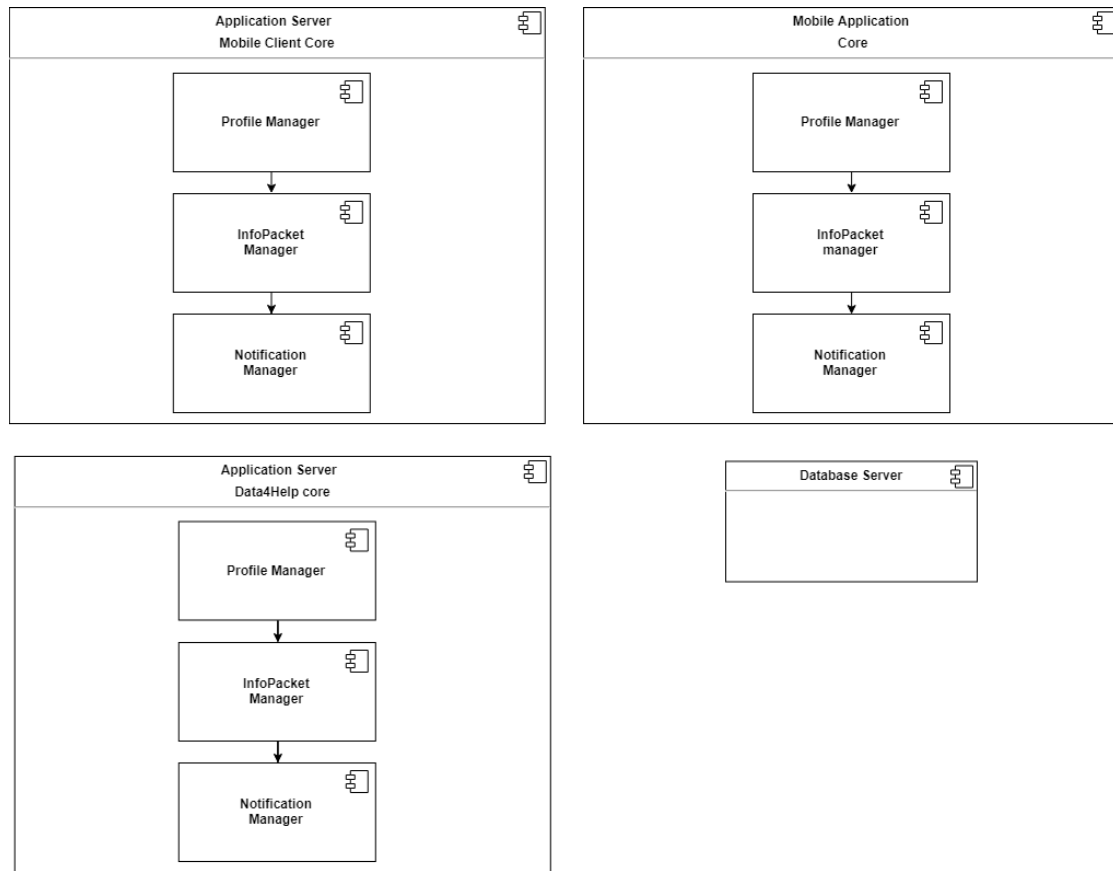 Application Server
Mobile Client Core
Profile Manager
InfoPacket
Manager
Notification
Manager
Mobile Application
Core
Profile Manager
InfoPacket
manager
Notification
Manager
Application Server
Data4Help core
Profile Manager
InfoPacket
Manager
Notification
Manager
Database Server